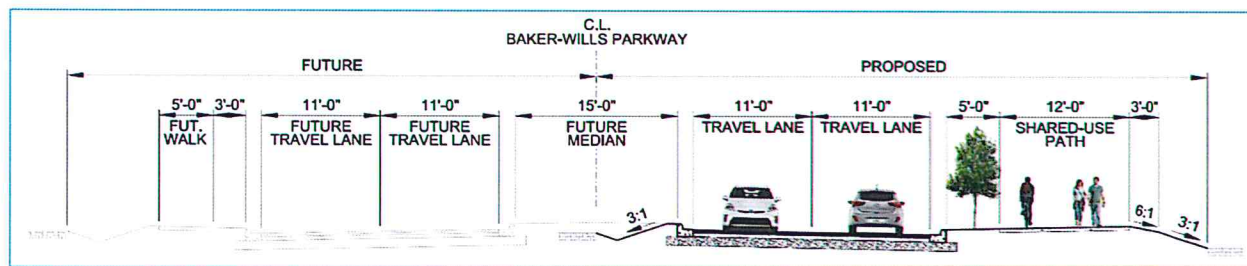 C.L.
BAKER-WILLS PARKWAY
FUTURE
PROPOSED
5'-0" 3'-0" 11'-0" 11'-0" 15'-0" 11'-0" 11'-0" 5'-0" 12'-0" 3'-0"
FUT.
WALK
FUTURE
TRAVEL LANE
FUTURE
TRAVEL LANE
FUTURE
MEDIAN
TRAVEL LANE
TRAVEL LANE
SHARED-USE
PATH
3:1
6:1
3:1